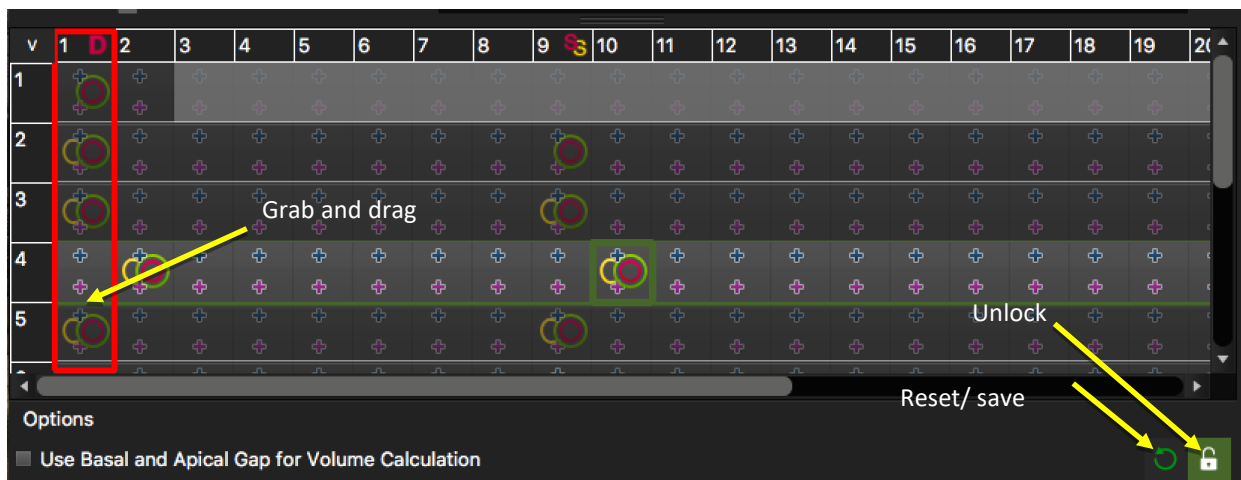 v 1 D 2 3 4 5 6 7 8 9 S S 10 11 12 13 14 15 16 17 18 19
1
2
3
Grab and drag
4
5
Unlock
Reset/ save
Options
Use Basal and Apical Gap for Volume Calculation